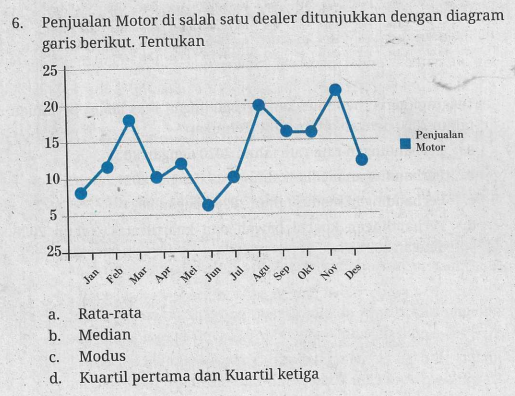 6. Penjualan Motor di salah satu dealer ditunjukkan dengan diagram
garis berikut. Tentukan
25
20
15
10
5
25
Jan Feb Mar Apr Mei Jun Jul Agu Sep Okt Nov Des
Penjualan
Motor
a. Rata-rata
b. Median
c. Modus
d. Kuartil pertama dan Kuartil ketiga